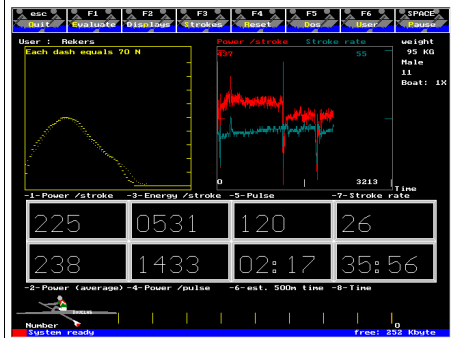 esc F1 F2 F3 F4 F5 F6 SPACE
Quit Evaluate Displays Strokes Reset Dos User Pause
User : Rekers
Power /stroke Stroke rate
weight
95 KG
Male
11
Boat: 1X
Each dash equals 70 N
437 55
0 3213
Time
-1-Power /stroke -3-Energy /stroke -5-Pulse -7-Stroke rate
225 0531 120 26
238 1433 02:17 35:56
-2-Power (average) -4-Power /pulse -6-est. 500m time -8-Time
Number 0
System ready free: 252 Kbyte